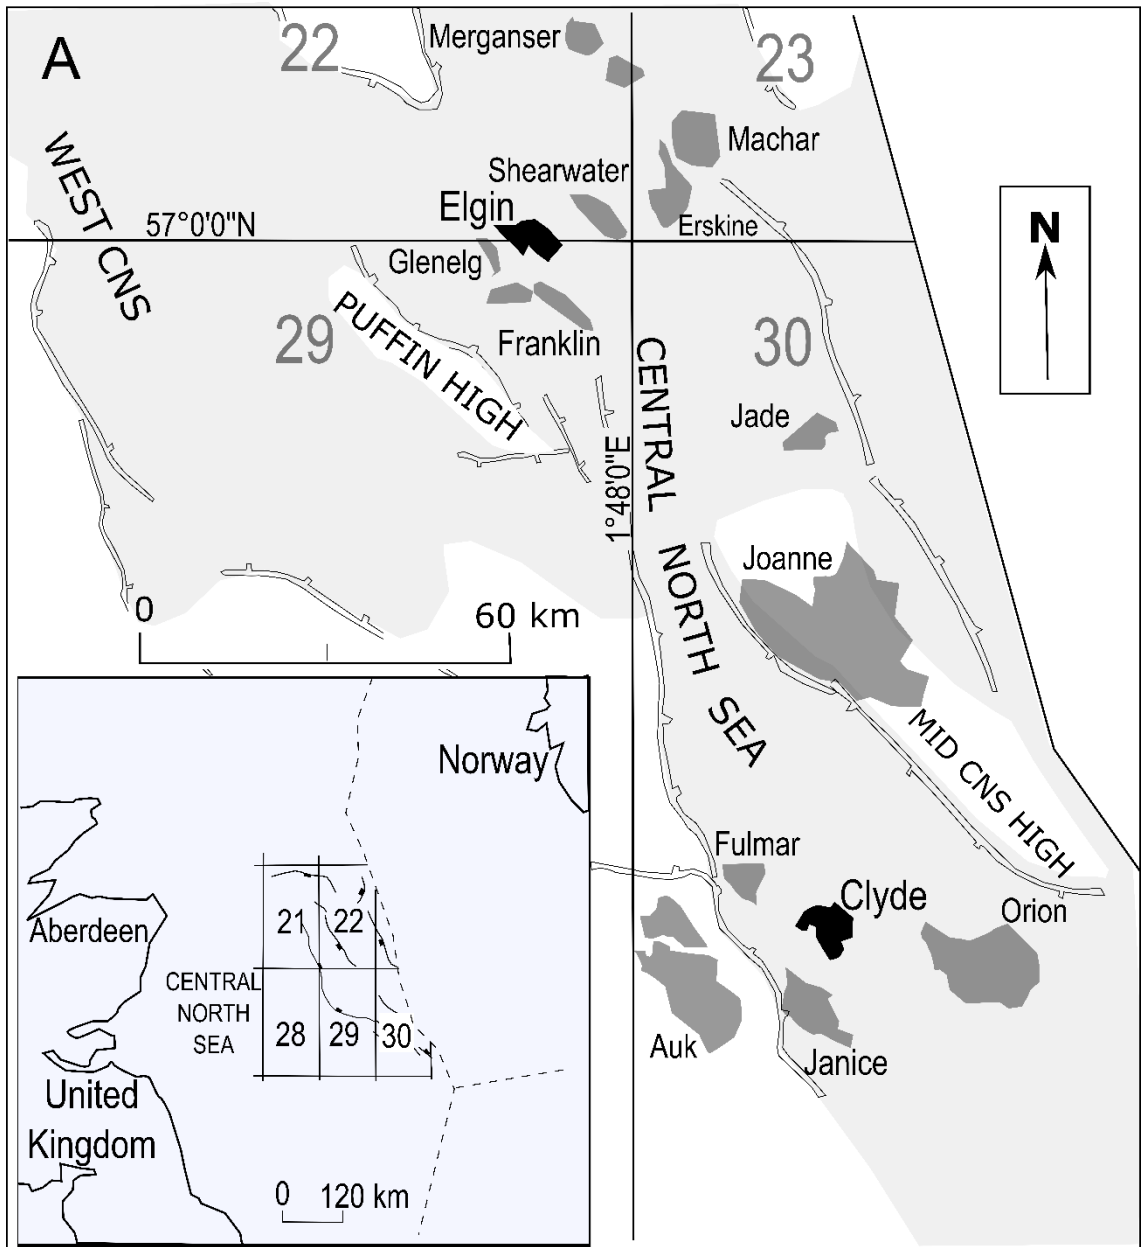 A
22
Merganser
23
Machar
WEST CNS
Shearwater
Elgin
57°0'0"N
Erskine
N
Glenelg
PUFFIN HIGH
29
Franklin
30
CENTRAL NORTH SEA
Jade
1°48'0"E
Joanne
0 60 km
MID CNS HIGH
Fulmar
Clyde
Orion
Auk
Janice
Norway
21
22
Aberdeen
CENTRAL
NORTH
SEA
28
29
30
United
Kingdom
0 120 km